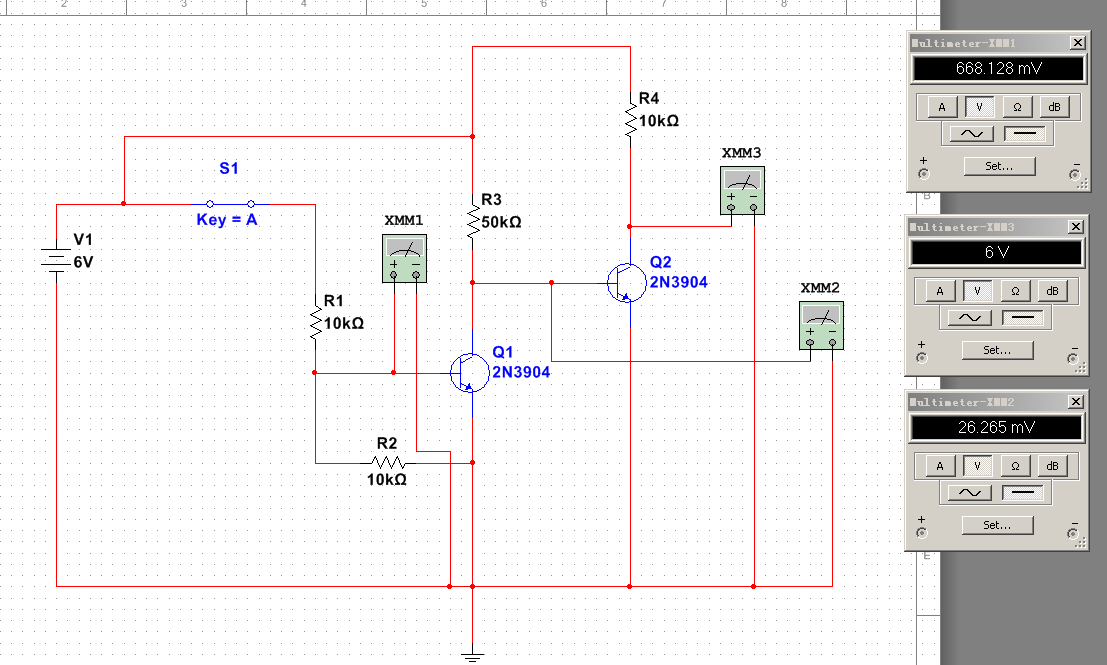 2 3 4 5 6 7 8
R4
10kΩ
XMM3
S1
Key = A
R3
50kΩ
XMM1
V1
6V
Q2
2N3904
XMM2
R1
10kΩ
Q1
2N3904
R2
10kΩ
Multimeter-XMM1
668.128 mV
A V Ω dB
+ Set... −
B
Multimeter-XMM3
6 V
A V Ω dB
+ Set... −
Multimeter-XMM2
26.265 mV
A V Ω dB
+ Set... −
E